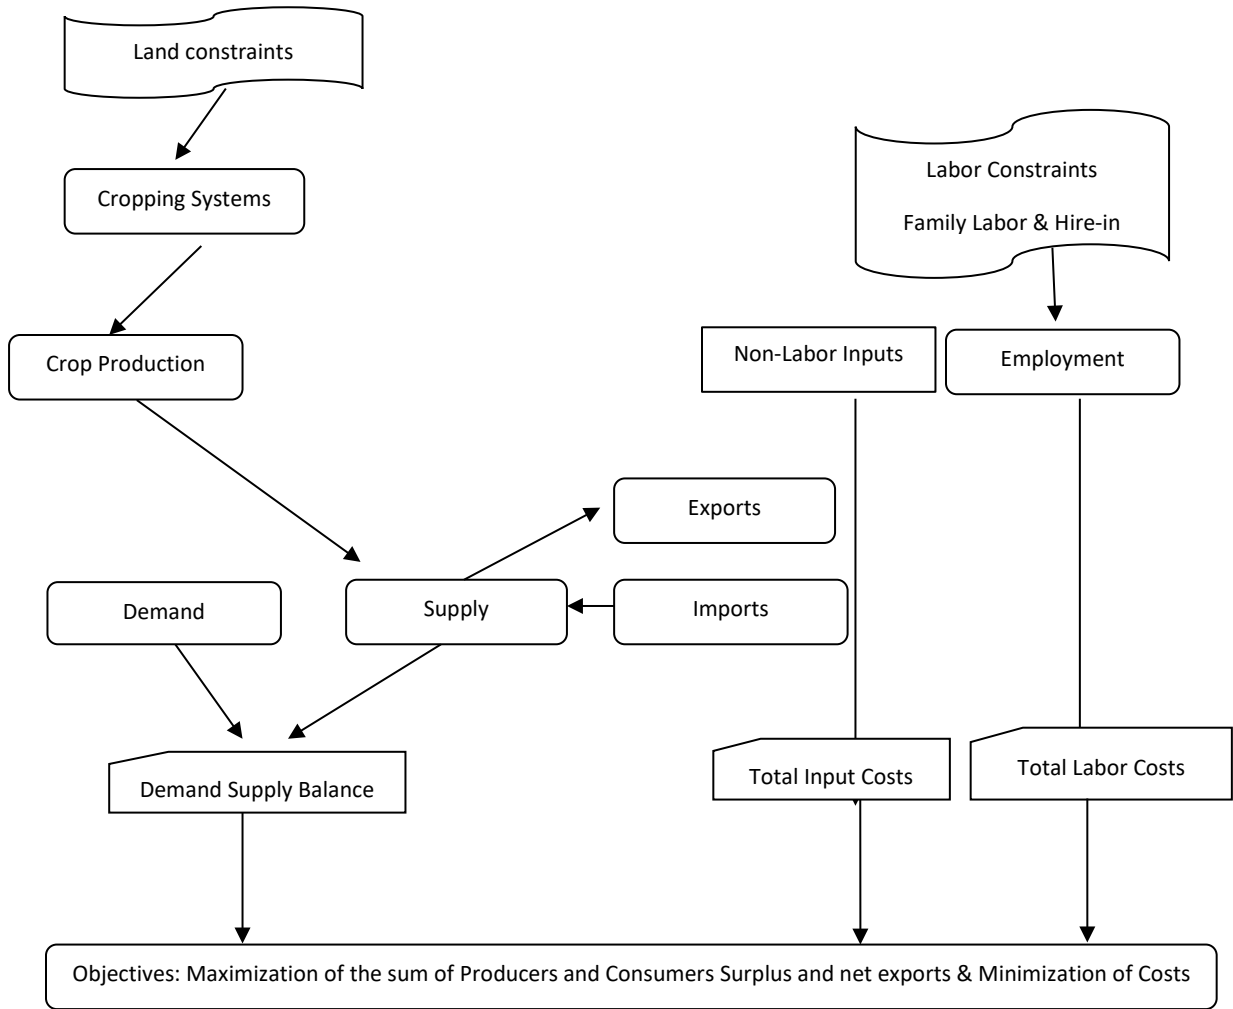 Land constraints
Labor Constraints
Family Labor & Hire-in
Cropping Systems
Crop Production
Non-Labor Inputs
Employment
Exports
Demand
Supply
Imports
Demand Supply Balance
Total Input Costs
Total Labor Costs
Objectives: Maximization of the sum of Producers and Consumers Surplus and net exports & Minimization of Costs